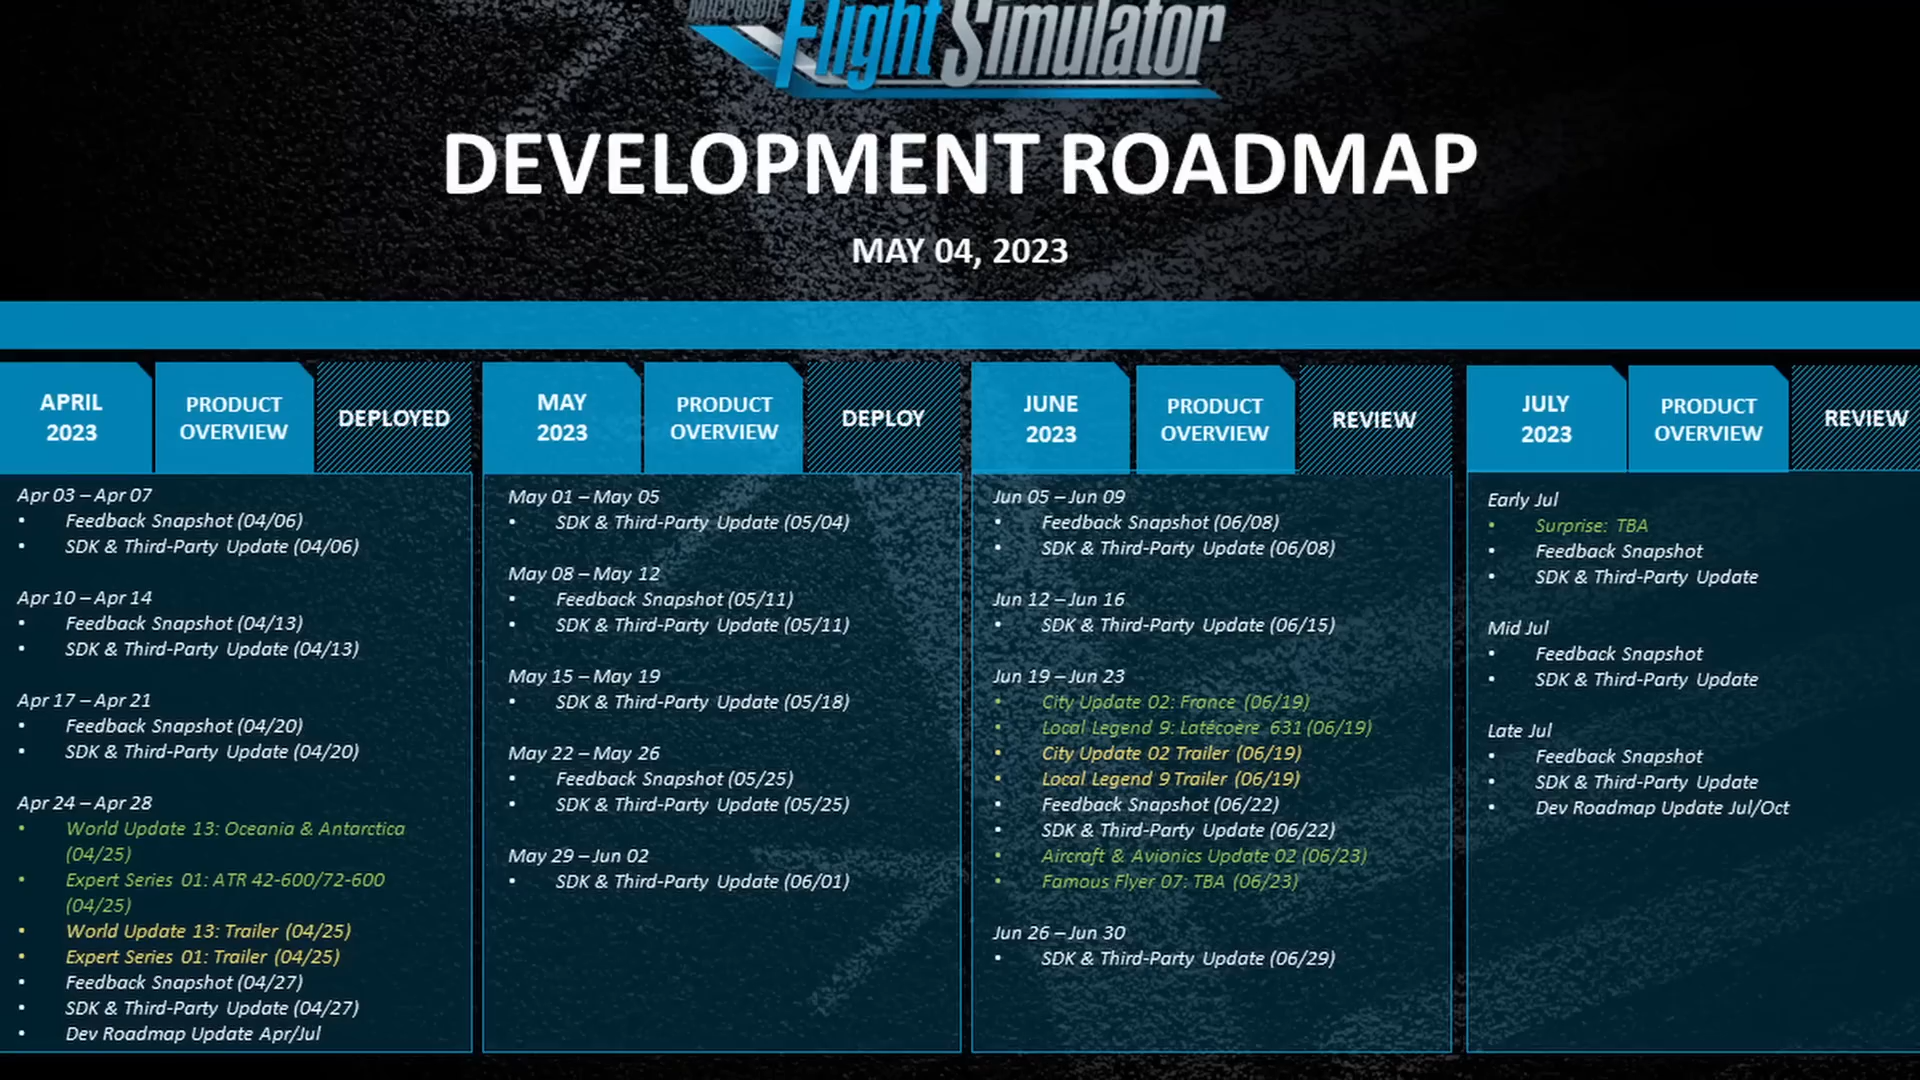 Microsoft
Flight Simulator
DEVELOPMENT ROADMAP
MAY 04, 2023
APRIL
2023
PRODUCT
OVERVIEW
DEPLOYED
Apr 03 – Apr 07
• Feedback Snapshot (04/06)
• SDK & Third-Party Update (04/06)
Apr 10 – Apr 14
• Feedback Snapshot (04/13)
• SDK & Third-Party Update (04/13)
Apr 17 – Apr 21
• Feedback Snapshot (04/20)
• SDK & Third-Party Update (04/20)
Apr 24 – Apr 28
• World Update 13: Oceania & Antarctica
(04/25)
• Expert Series 01: ATR 42-600/72-600
(04/25)
• World Update 13: Trailer (04/25)
• Expert Series 01: Trailer (04/25)
• Feedback Snapshot (04/27)
• SDK & Third-Party Update (04/27)
• Dev Roadmap Update Apr/Jul
MAY
2023
PRODUCT
OVERVIEW
DEPLOY
May 01 – May 05
• SDK & Third-Party Update (05/04)
May 08 – May 12
• Feedback Snapshot (05/11)
• SDK & Third-Party Update (05/11)
May 15 – May 19
• SDK & Third-Party Update (05/18)
May 22 – May 26
• Feedback Snapshot (05/25)
• SDK & Third-Party Update (05/25)
May 29 – Jun 02
• SDK & Third-Party Update (06/01)
JUNE
2023
PRODUCT
OVERVIEW
REVIEW
Jun 05 – Jun 09
• Feedback Snapshot (06/08)
• SDK & Third-Party Update (06/08)
Jun 12 – Jun 16
• SDK & Third-Party Update (06/15)
Jun 19 – Jun 23
• City Update 02: France (06/19)
• Local Legend 9: Latécoère 631 (06/19)
• City Update 02 Trailer (06/19)
• Local Legend 9 Trailer (06/19)
• Feedback Snapshot (06/22)
• SDK & Third-Party Update (06/22)
• Aircraft & Avionics Update 02 (06/23)
• Famous Flyer 07: TBA (06/23)
Jun 26 – Jun 30
• SDK & Third-Party Update (06/29)
JULY
2023
PRODUCT
OVERVIEW
REVIEW
Early Jul
• Surprise: TBA
• Feedback Snapshot
• SDK & Third-Party Update
Mid Jul
• Feedback Snapshot
• SDK & Third-Party Update
Late Jul
• Feedback Snapshot
• SDK & Third-Party Update
• Dev Roadmap Update Jul/Oct